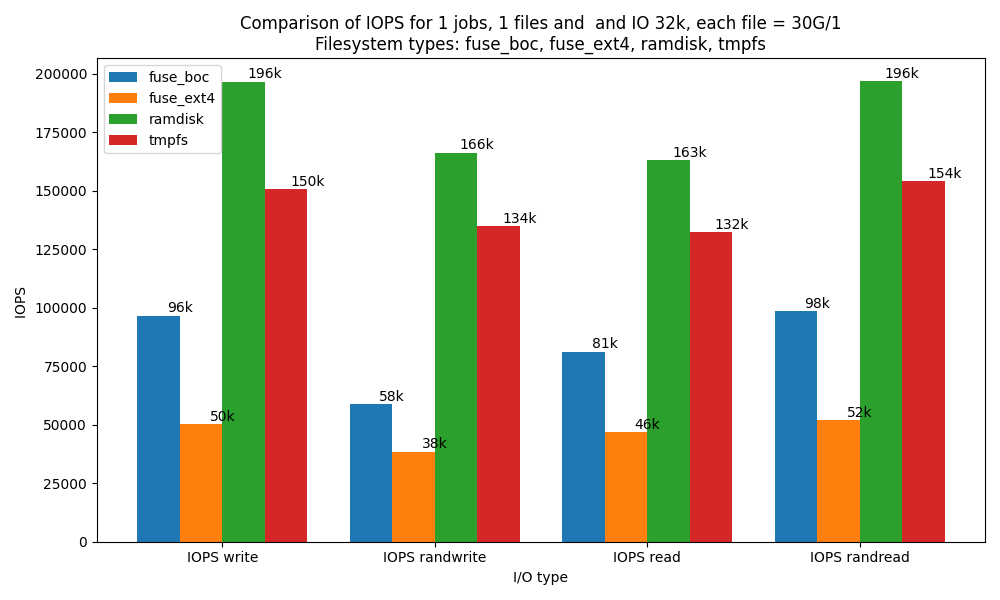 Comparison of IOPS for 1 jobs, 1 files and  and IO 32k, each file = 30G/1
Filesystem types: fuse_boc, fuse_ext4, ramdisk, tmpfs
fuse_boc
fuse_ext4
ramdisk
tmpfs
IOPS
200000
175000
150000
125000
100000
75000
50000
25000
0
96k
50k
196k
150k
58k
38k
166k
134k
81k
46k
163k
132k
98k
52k
196k
154k
IOPS write
IOPS randwrite
IOPS read
IOPS randread
I/O type